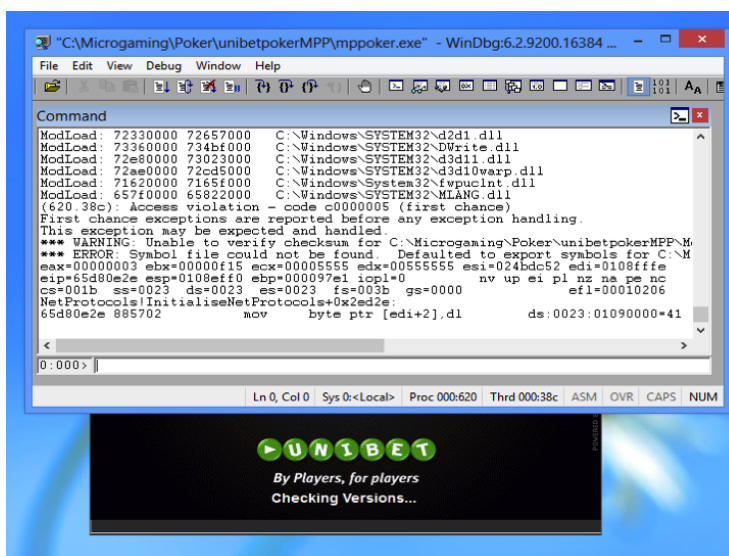 "C:\Microgaming\Poker\unibetpokerMPP\mppoker.exe" - WinDbg:6.2.9200.16384 ...
File Edit View Debug Window Help
Command
ModLoad: 72330000 72657000 C:\Windows\SYSTEM32\d2d1.dll
ModLoad: 73360000 734bf000 C:\Windows\SYSTEM32\DWrite.dll
ModLoad: 72e80000 73023000 C:\Windows\SYSTEM32\d3d11.dll
ModLoad: 72ae0000 72cd5000 C:\Windows\SYSTEM32\d3d10warp.dll
ModLoad: 71620000 7165f000 C:\Windows\System32\fwpuclnt.dll
ModLoad: 657f0000 65822000 C:\Windows\SYSTEM32\MLANG.dll
(620.38c): Access violation - code c0000005 (first chance)
First chance exceptions are reported before any exception handling.
This exception may be expected and handled.
*** WARNING: Unable to verify checksum for C:\Microgaming\Poker\unibetpokerMPP\M
*** ERROR: Symbol file could not be found. Defaulted to export symbols for C:\M
eax=00000003 ebx=00000f15 ecx=00005555 edx=00555555 esi=024bdc52 edi=0108fffe
eip=65d80e2e esp=0108eff0 ebp=000097e1 iopl=0 nv up ei pl nz na pe nc
cs=001b ss=0023 ds=0023 es=0023 fs=003b gs=0000 efl=00010206
NetProtocols!InitialiseNetProtocols+0x2ed2e:
65d80e2e 885702 mov byte ptr [edi+2],dl ds:0023:01090000=41
0:000>
Ln 0, Col 0 Sys 0:<Local> Proc 000:620 Thrd 000:38c ASM OVR CAPS NUM
UNIBET
By Players, for players
Checking Versions...
POWERED B